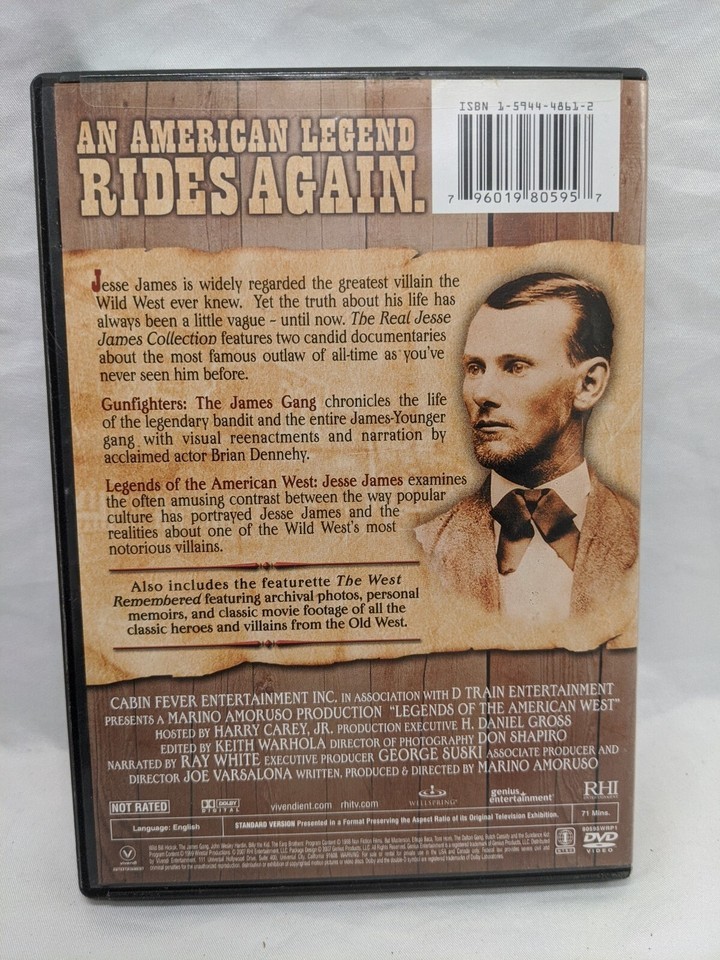 ISBN 1-5944-4861-2
7 96019 80595 7
AN AMERICAN LEGEND
RIDES AGAIN.
Jesse James is widely regarded the greatest villain the
Wild West ever knew. Yet the truth about his life has
always been a little vague – until now. The Real Jesse
James Collection features two candid documentaries
about the most famous outlaw of all-time as you've
never seen him before.
Gunfighters: The James Gang chronicles the life
of the legendary bandit and the entire James-Younger
gang with visual reenactments and narration by
acclaimed actor Brian Dennehy.
Legends of the American West: Jesse James examines
the often amusing contrast between the way popular
culture has portrayed Jesse James and the
realities about one of the Wild West's most
notorious villains.
Also includes the featurette The West
Remembered featuring archival photos, personal
memoirs, and classic movie footage of all the
classic heroes and villains from the Old West.
CABIN FEVER ENTERTAINMENT INC. IN ASSOCIATION WITH D TRAIN ENTERTAINMENT
PRESENTS A MARINO AMORUSO PRODUCTION "LEGENDS OF THE AMERICAN WEST"
HOSTED BY HARRY CAREY, JR. PRODUCTION EXECUTIVE H. DANIEL GROSS
EDITED BY KEITH WARHOLA DIRECTOR OF PHOTOGRAPHY DON SHAPIRO
NARRATED BY RAY WHITE EXECUTIVE PRODUCER GEORGE SUSKI ASSOCIATE PRODUCER AND
DIRECTOR JOE VARSALONA WRITTEN, PRODUCED & DIRECTED BY MARINO AMORUSO
NOT RATED DOLBY DIGITAL vivendient.com rhitv.com WELLSPRING genius entertainment RHI
Language: English STANDARD VERSION Presented in a Format Preserving the Aspect Ratio of its Original Television Exhibition. 71 Mins.
DVD VIDEO